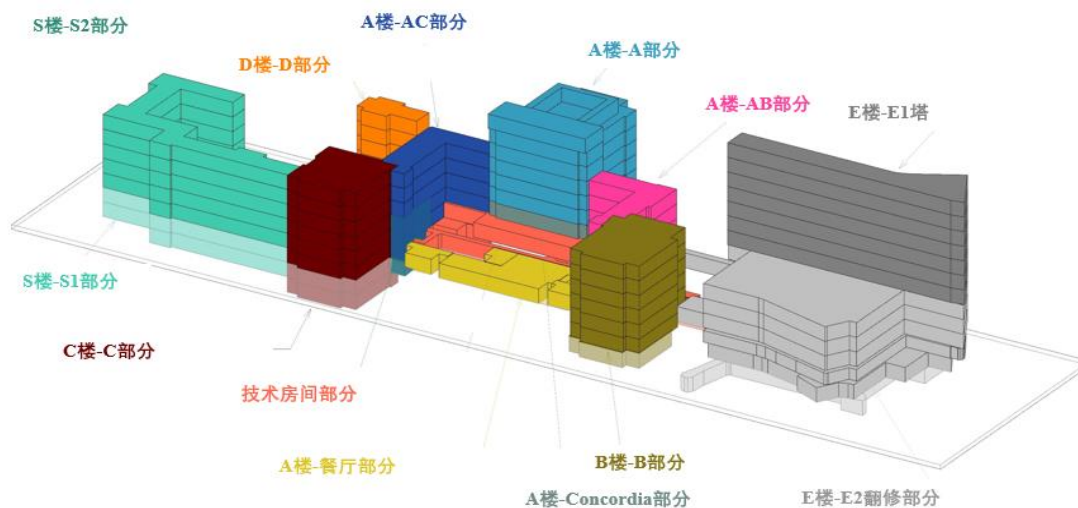 S楼-S2部分
A楼-AC部分
D楼-D部分
A楼-A部分
A楼-AB部分
E楼-E1塔
S楼-S1部分
C楼-C部分
技术房间部分
A楼-餐厅部分
B楼-B部分
A楼-Concordia部分
E楼-E2翻修部分